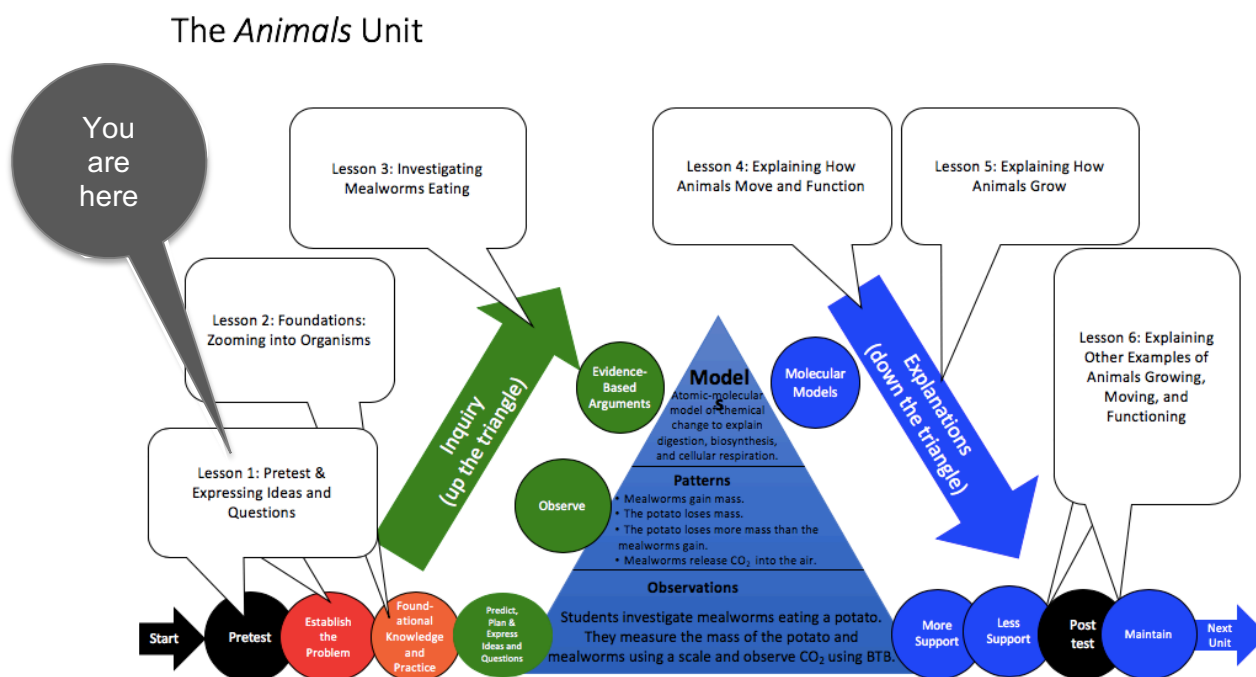 The Animals Unit
You
are
here
Lesson 3: Investigating
Mealworms Eating
Lesson 4: Explaining How
Animals Move and Function
Lesson 5: Explaining How
Animals Grow
Lesson 2: Foundations:
Zooming into Organisms
Lesson 6: Explaining
Other Examples of
Animals Growing,
Moving, and
Functioning
Lesson 1: Pretest &
Expressing Ideas and
Questions
Inquiry
(up the triangle)
Evidence-
Based
Arguments
Observe
Model
s
Atomic-molecular
model of chemical
change to explain
digestion, biosynthesis,
and cellular respiration.
Patterns
• Mealworms gain mass.
• The potato loses mass.
• The potato loses more mass than the
mealworms gain.
• Mealworms release CO₂ into the air.
Observations
Students investigate mealworms eating a potato.
They measure the mass of the potato and
mealworms using a scale and observe CO₂ using BTB.
Molecular
Models
Explanations
(down the triangle)
Start
Pretest
Establish
the
Problem
Found-
ational
Knowledge
and
Practice
Predict,
Plan &
Express
Ideas and
Questions
More
Support
Less
Support
Post
test
Maintain
Next
Unit